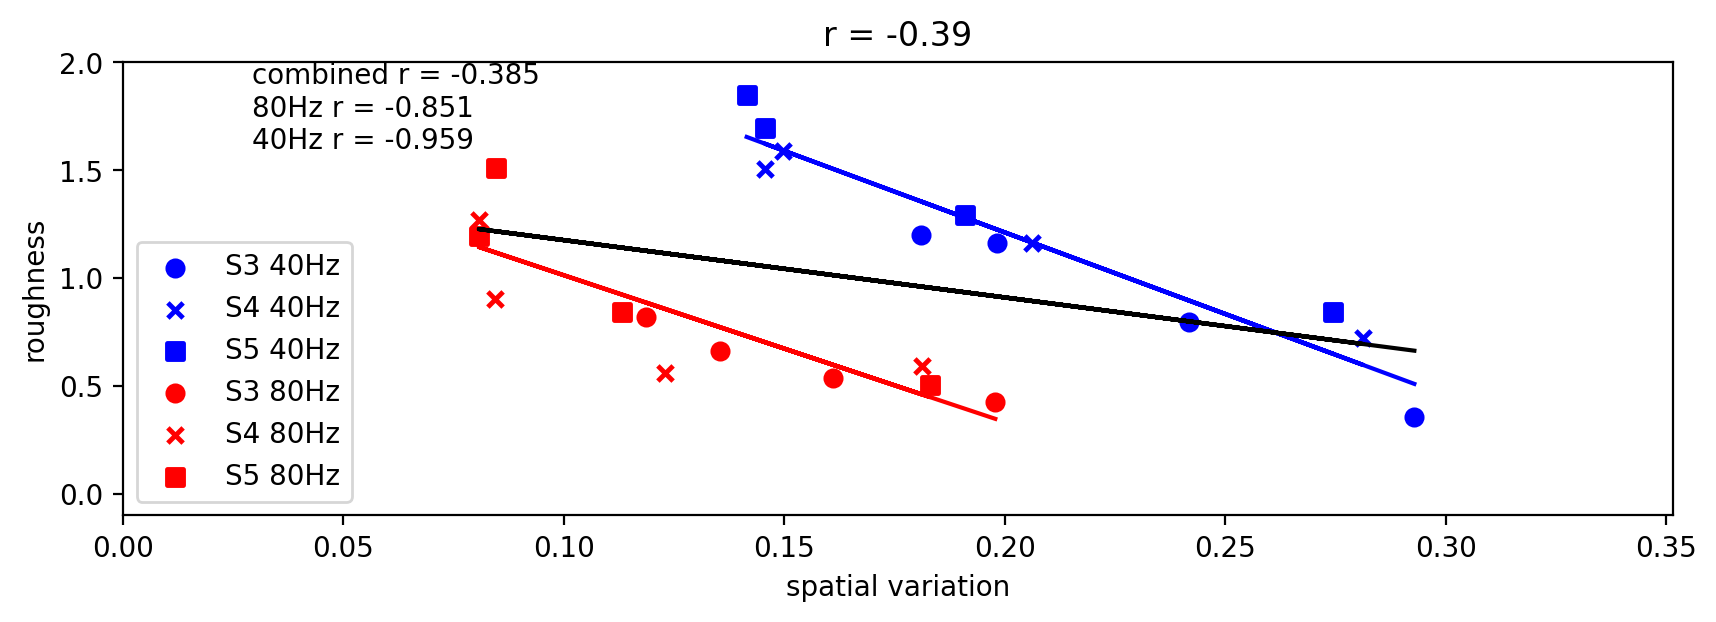 r = -0.39
combined r = -0.385
80Hz r = -0.851
40Hz r = -0.959
2.0
1.5
1.0
0.5
0.0
roughness
S3 40Hz
S4 40Hz
S5 40Hz
S3 80Hz
S4 80Hz
S5 80Hz
0.00 0.05 0.10 0.15 0.20 0.25 0.30 0.35
spatial variation